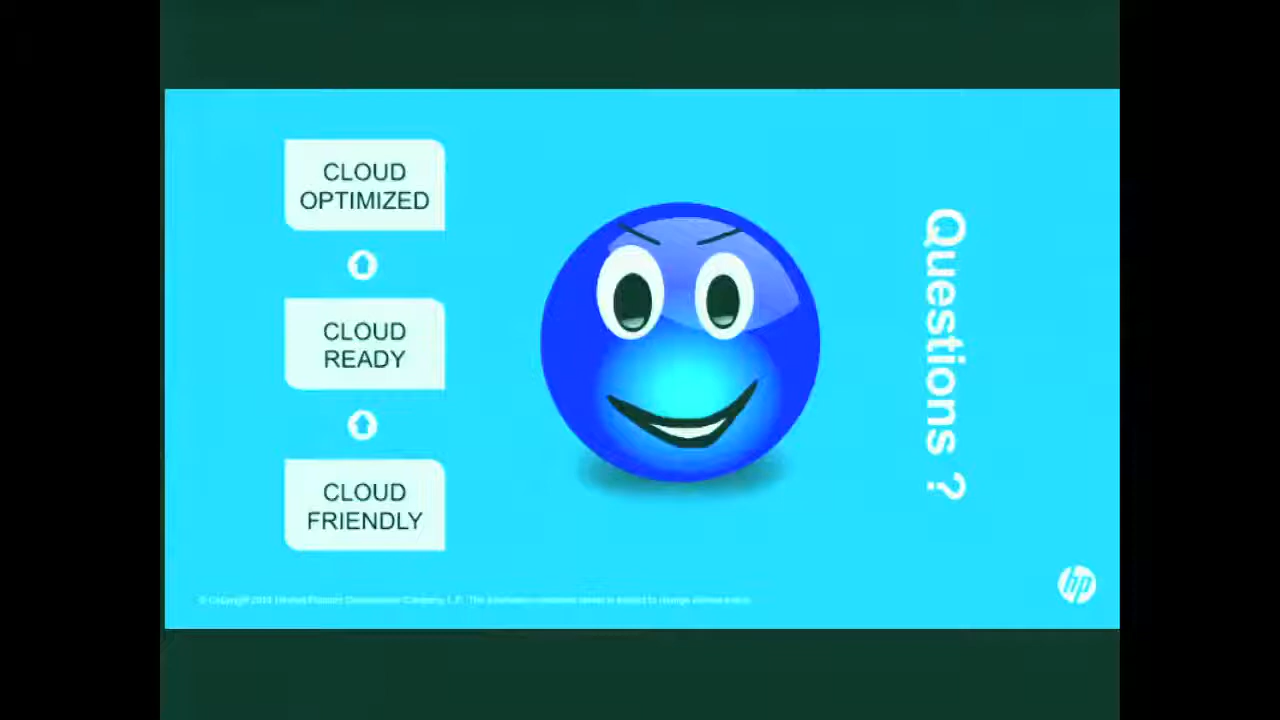 CLOUD
OPTIMIZED
CLOUD
READY
CLOUD
FRIENDLY
Questions ?
hp